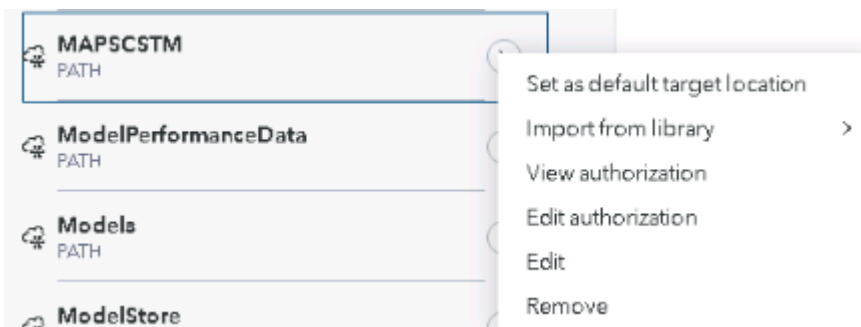 MAPSCSTM
PATH
ModelPerformanceData
PATH
Models
PATH
ModelStore
Set as default target location
Import from library
View authorization
Edit authorization
Edit
Remove